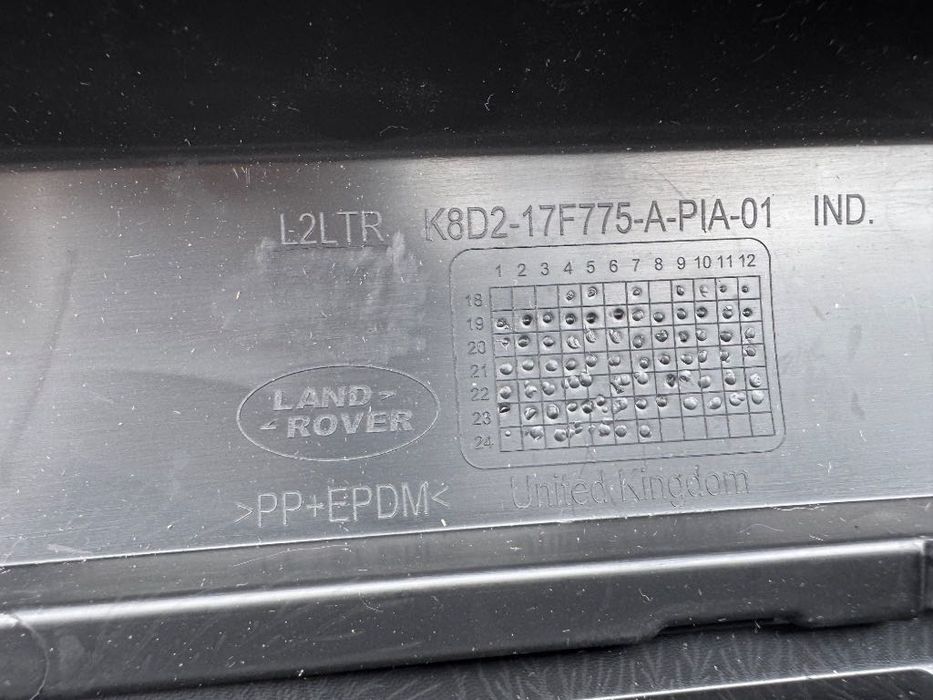 L2LTR K8D2-17F775-A-PIA-01 IND.
1 2 3 4 5 6 7 8 9 10 11 12
18
19
20
21
22
23
24
LAND
ROVER
>PP+EPDM<
United Kingdom